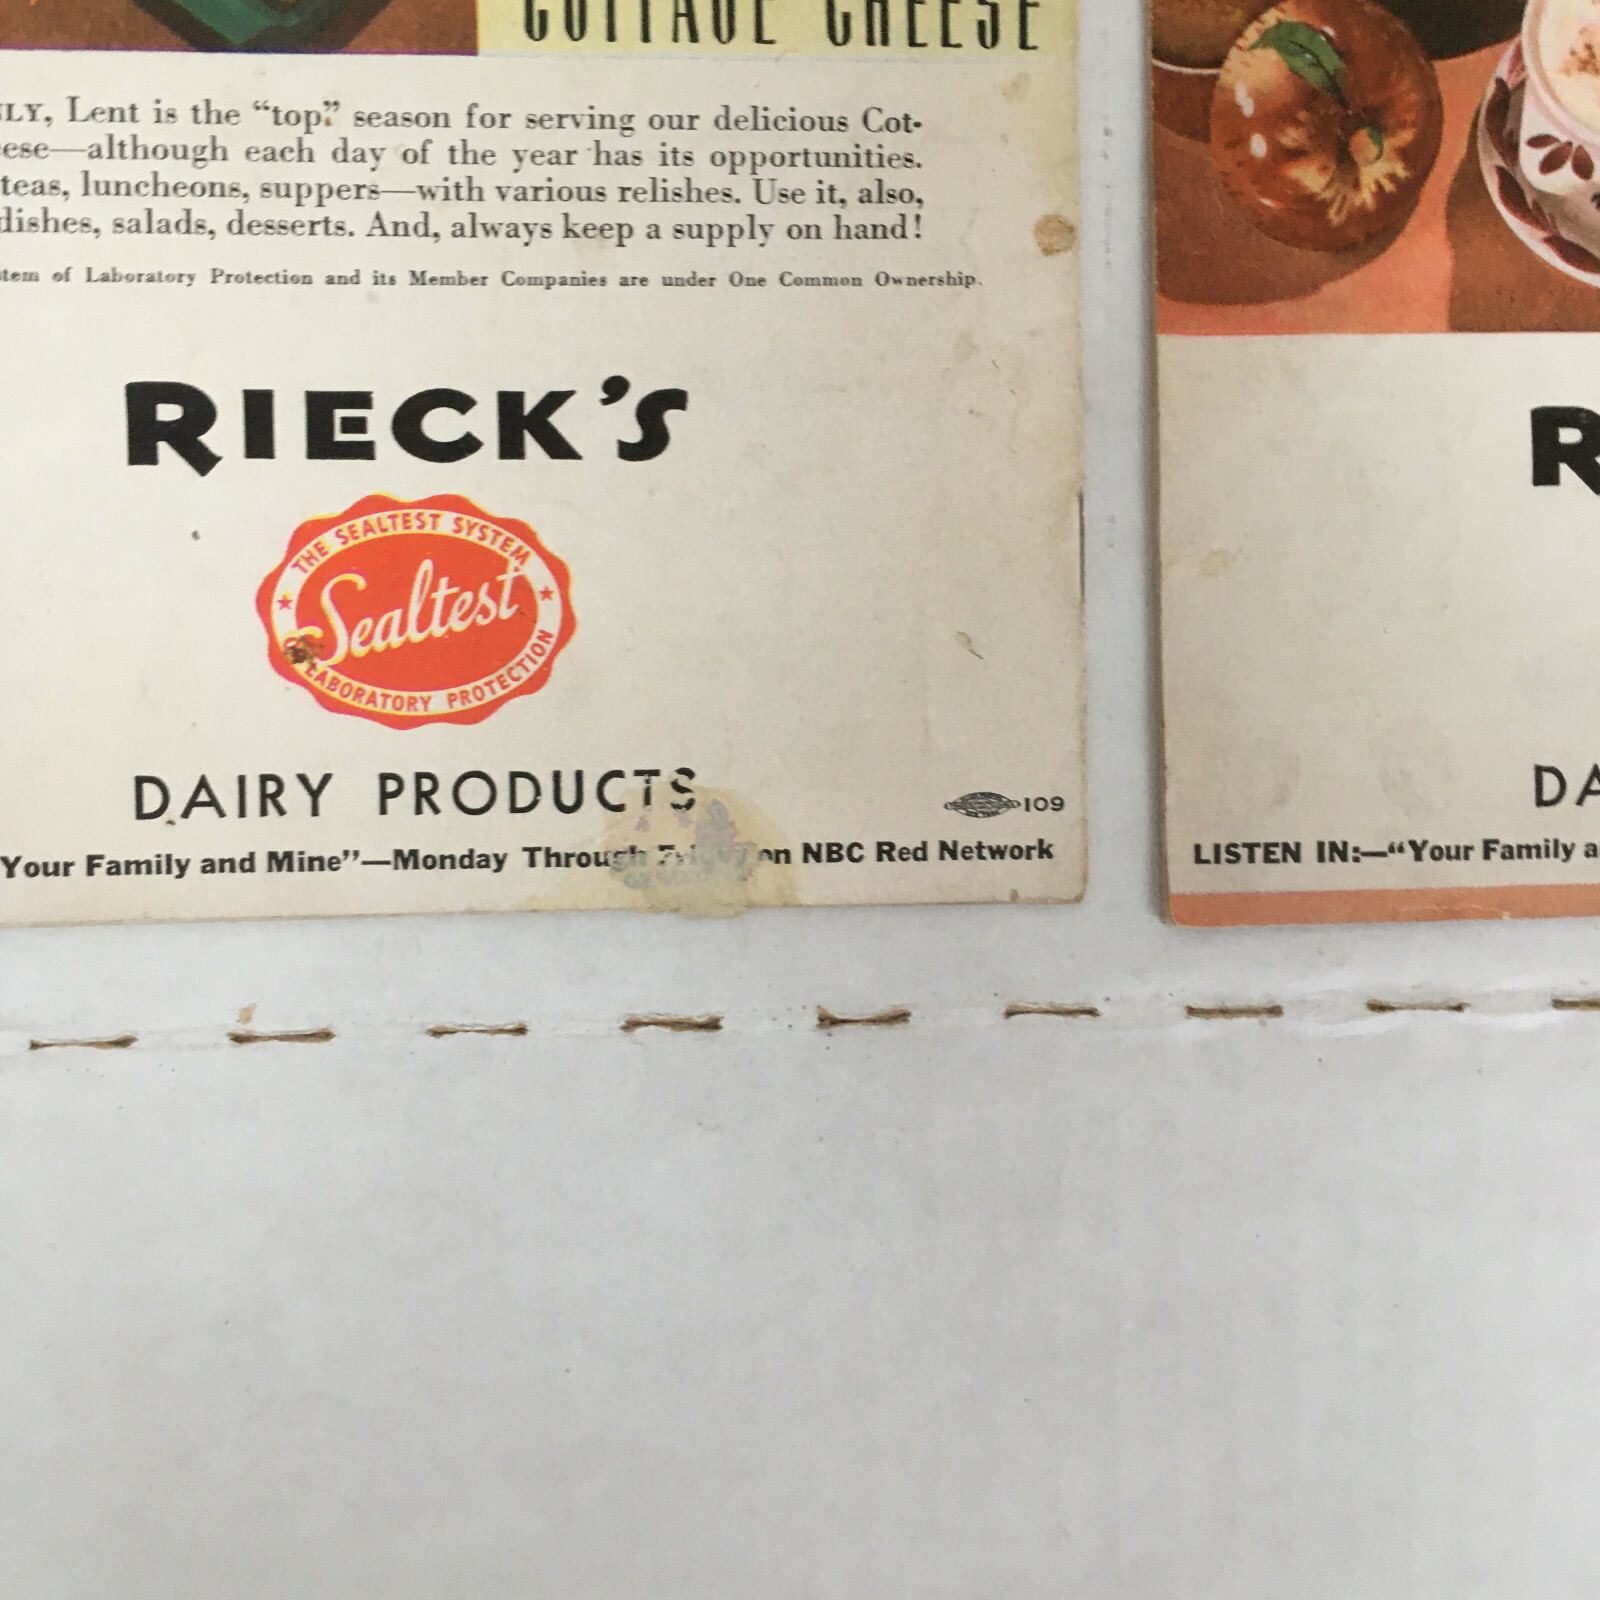 COTTAGE CHEESE
LY, Lent is the “top” season for serving our delicious Cot-
ese—although each day of the year has its opportunities.
teas, luncheons, suppers—with various relishes. Use it, also,
dishes, salads, desserts. And, always keep a supply on hand!
tem of Laboratory Protection and its Member Companies are under One Common Ownership.
RIECK'S
THE SEALTEST SYSTEM
Sealtest
LABORATORY PROTECTION
DAIRY PRODUCTS
109
Your Family and Mine”—Monday Through Friday on NBC Red Network
R
DA
LISTEN IN:—“Your Family a